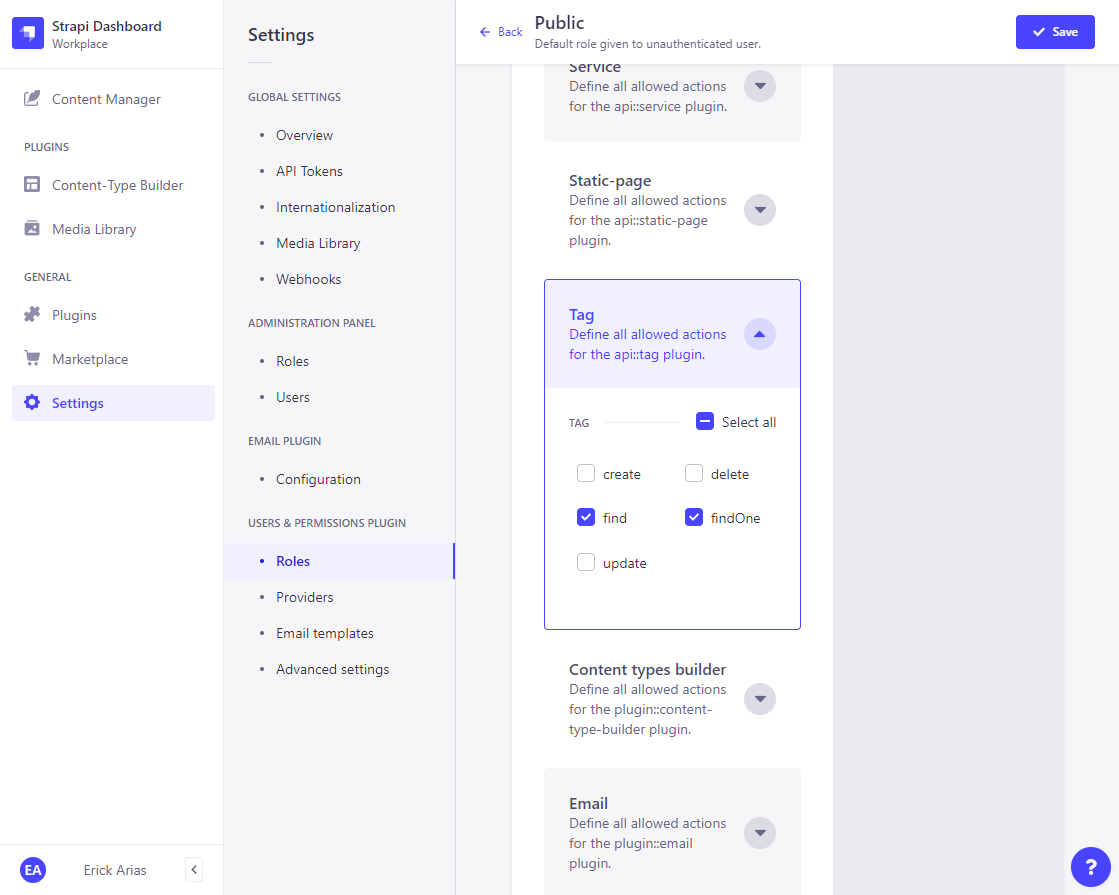 Strapi Dashboard
Workplace
Content Manager
PLUGINS
Content-Type Builder
Media Library
GENERAL
Plugins
Marketplace
Settings
EA
Erick Arias
Settings
GLOBAL SETTINGS
Overview
API Tokens
Internationalization
Media Library
Webhooks
ADMINISTRATION PANEL
Roles
Users
EMAIL PLUGIN
Configuration
USERS & PERMISSIONS PLUGIN
Roles
Providers
Email templates
Advanced settings
Back
Public
Default role given to unauthenticated user.
Save
Service
Define all allowed actions
for the api::service plugin.
Static-page
Define all allowed actions
for the api::static-page
plugin.
Tag
Define all allowed actions
for the api::tag plugin.
TAG
Select all
create
delete
find
findOne
update
Content types builder
Define all allowed actions
for the plugin::content-
type-builder plugin.
Email
Define all allowed actions
for the plugin::email
plugin.
?